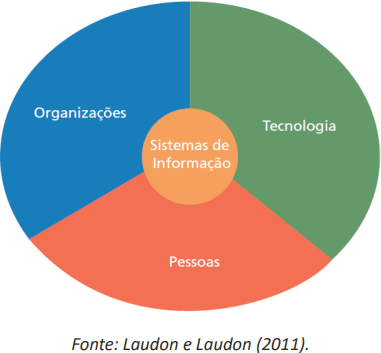 Organizações
Tecnologia
Sistemas de
Informação
Pessoas
Fonte: Laudon e Laudon (2011).